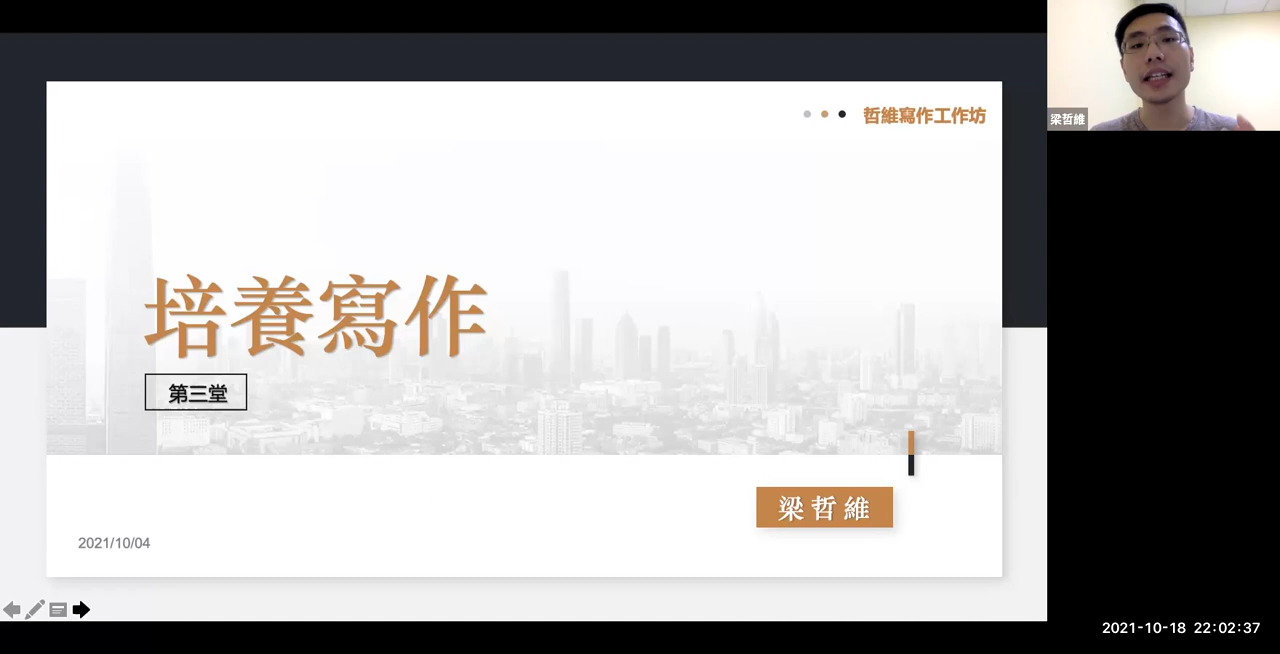 哲維寫作工作坊
梁哲維
培養寫作
第三堂
梁哲維
2021/10/04
2021-10-18 22:02:37